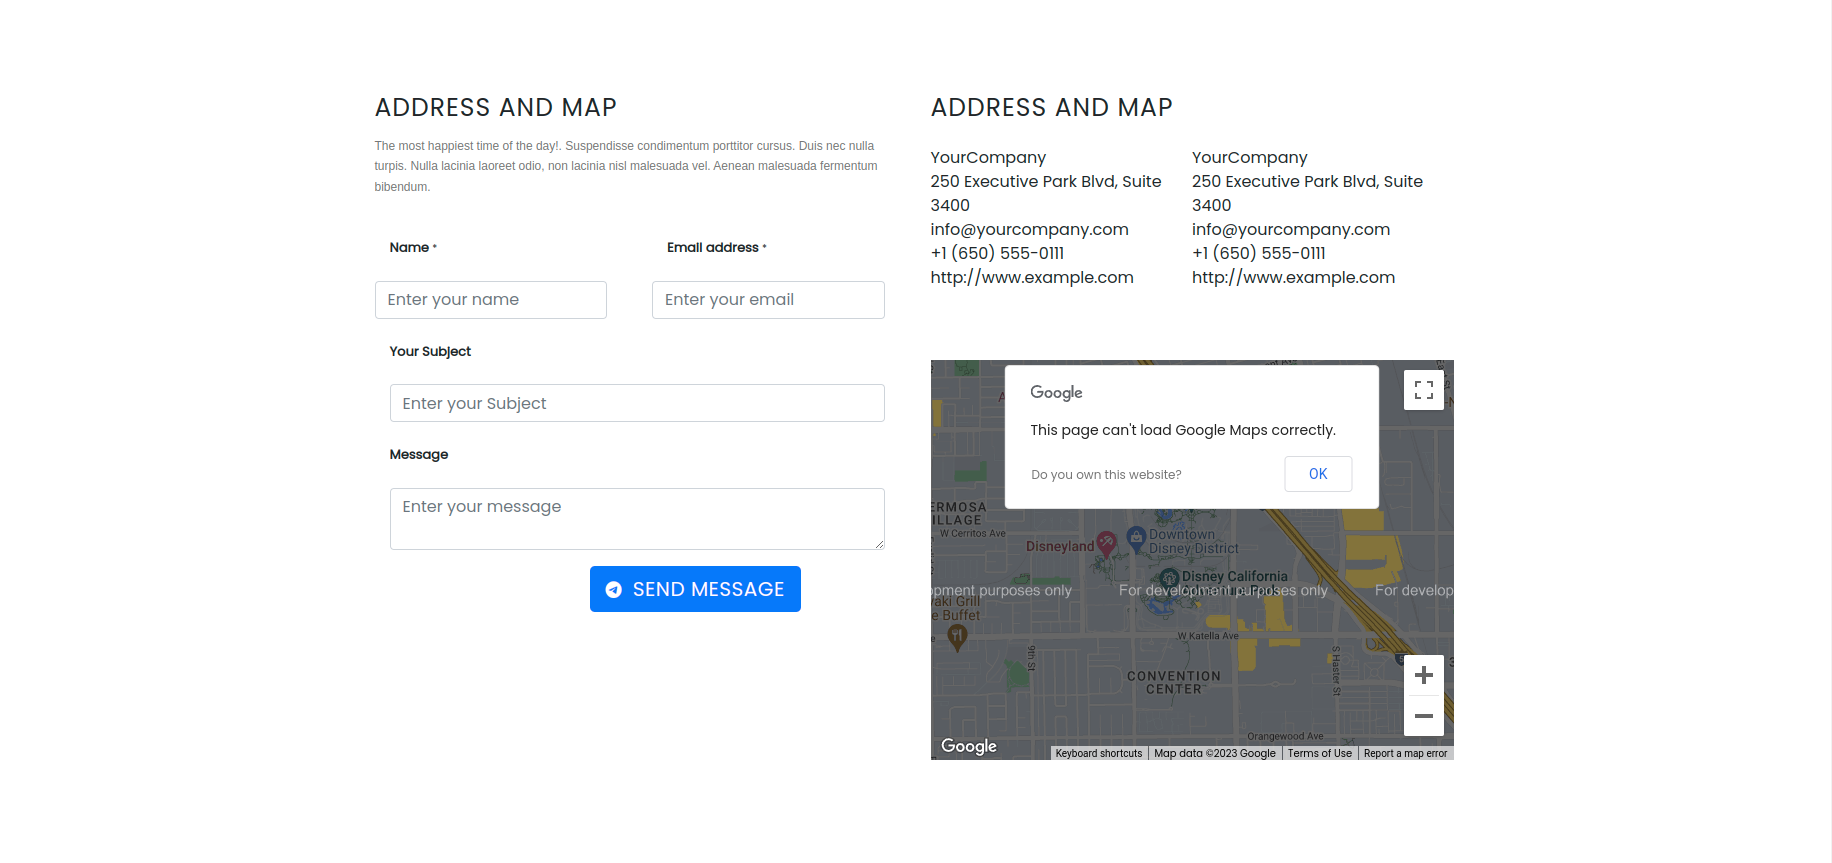 ADDRESS AND MAP
The most happiest time of the day!. Suspendisse condimentum porttitor cursus. Duis nec nulla
turpis. Nulla lacinia laoreet odio, non lacinia nisl malesuada vel. Aenean malesuada fermentum
bibendum.
Name *
Email address *
Enter your name
Enter your email
Your Subject
Enter your Subject
Message
Enter your message
SEND MESSAGE
ADDRESS AND MAP
YourCompany
250 Executive Park Blvd, Suite
3400
info@yourcompany.com
+1 (650) 555-0111
http://www.example.com
YourCompany
250 Executive Park Blvd, Suite
3400
info@yourcompany.com
+1 (650) 555-0111
http://www.example.com
Google
This page can't load Google Maps correctly.
Do you own this website?
OK
ERMOSA
ILLAGE
W Cerritos Ave
Disneyland
Downtown
Disney District
Disney California
opment purposes only
For development purposes only
For develop
aki Grill
e Buffet
W Katella Ave
9th St
S Haster St
CONVENTION
CENTER
Orangewood Ave
Google
Keyboard shortcuts
Map data ©2023 Google
Terms of Use
Report a map error